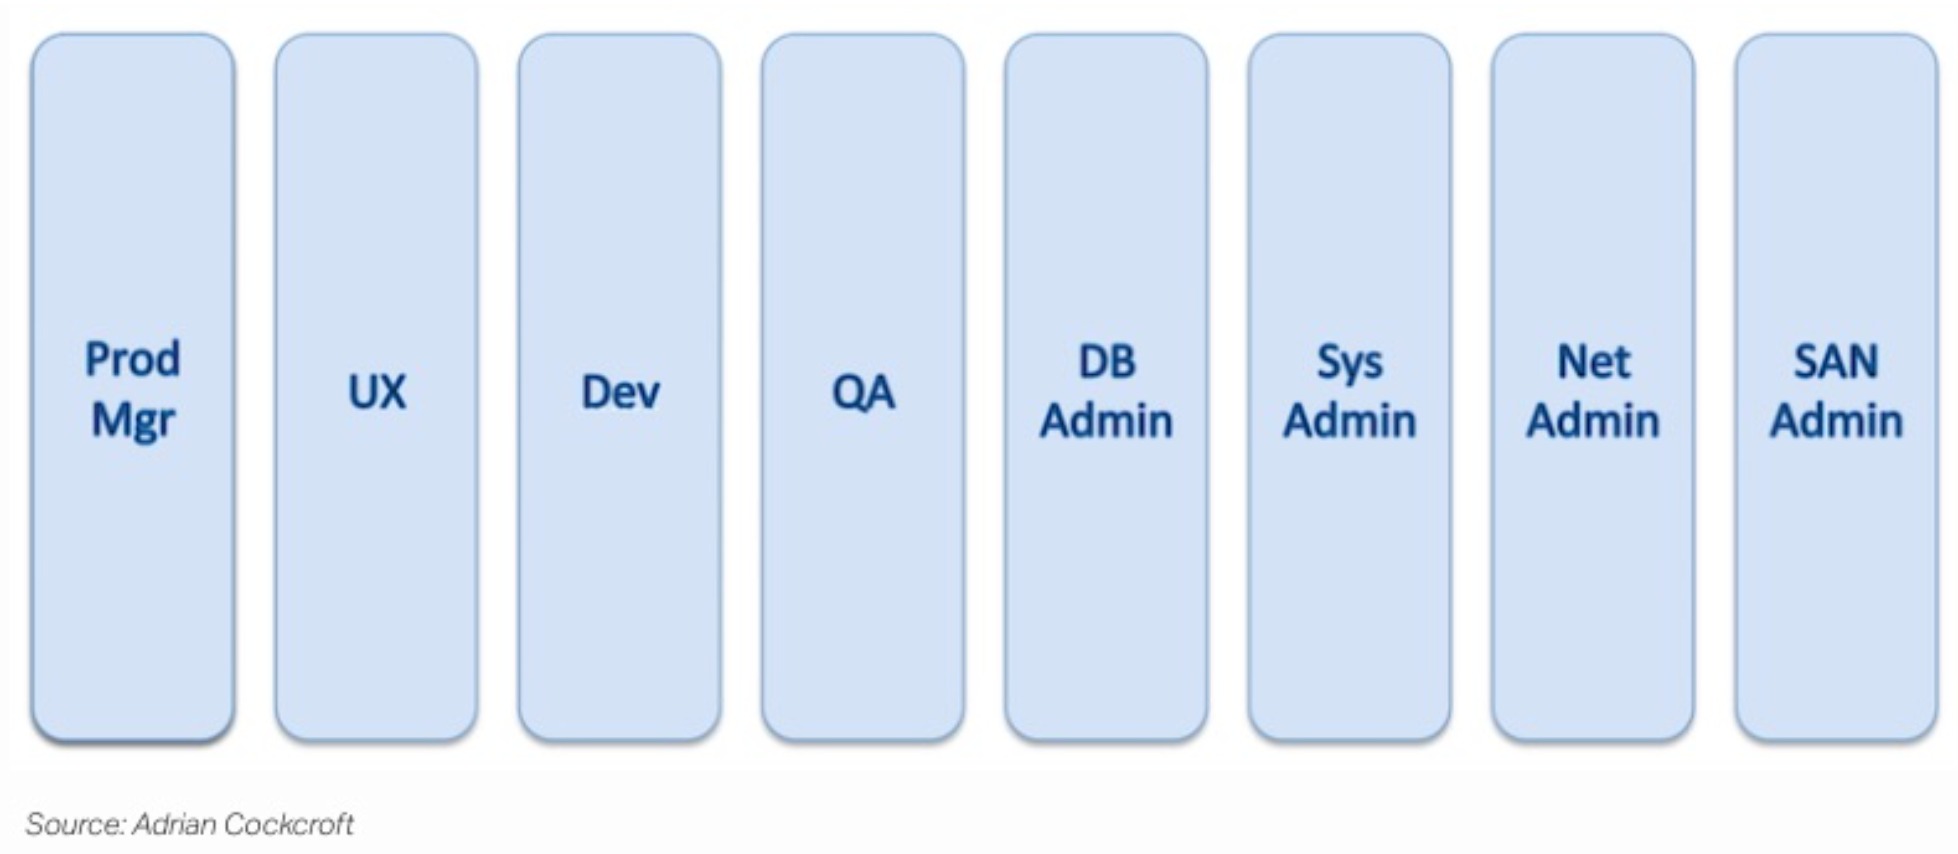 Prod
Mgr
UX
Dev
QA
DB
Admin
Sys
Admin
Net
Admin
SAN
Admin
Source: Adrian Cockcroft